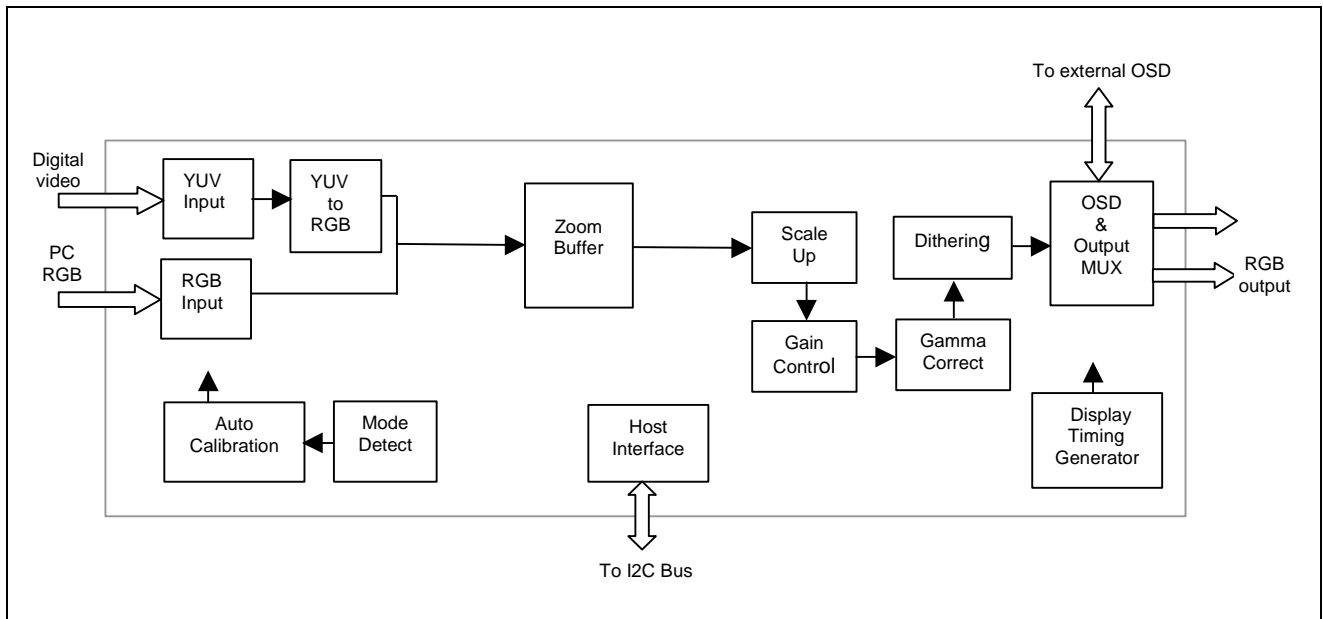 To external OSD
Digital
video
YUV
Input
YUV
to
RGB
PC
RGB
RGB
Input
Zoom
Buffer
Scale
Up
Dithering
OSD
&
Output
MUX
RGB
output
Gain
Control
Gamma
Correct
Auto
Calibration
Mode
Detect
Host
Interface
Display
Timing
Generator
To I2C Bus